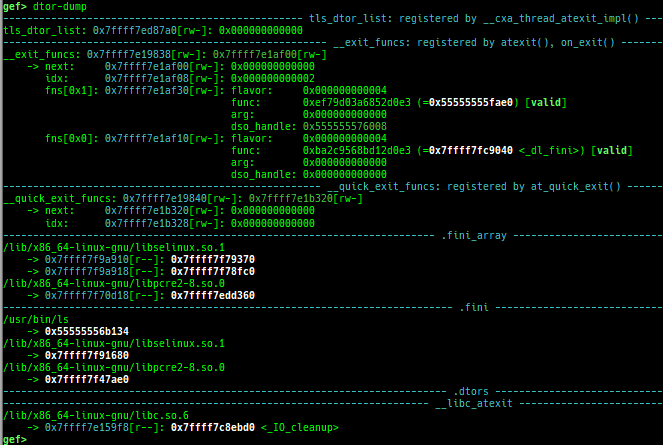 gef> dtor-dump
------------------------------------------------ tls_dtor_list: registered by __cxa_thread_atexit_impl() ---
tls_dtor_list: 0x7ffff7ed87a0[rw-]: 0x000000000000
---------------------------------------------------- __exit_funcs: registered by atexit(), on_exit() ------
__exit_funcs: 0x7ffff7e19838[rw-]: 0x7ffff7e1af00[rw-]
-> next: 0x7ffff7e1af00[rw-]: 0x000000000000
idx: 0x7ffff7e1af08[rw-]: 0x000000000002
fns[0x1]: 0x7ffff7e1af30[rw-]: flavor: 0x000000000004
func: 0xef79d03a6852d0e3 (=0x55555555fae0) [valid]
arg: 0x000000000000
dso_handle: 0x555555576008
fns[0x0]: 0x7ffff7e1af10[rw-]: flavor: 0x000000000004
func: 0xba2c9568bd12d0e3 (=0x7ffff7fc9040 <_dl_fini>) [valid]
arg: 0x000000000000
dso_handle: 0x000000000000
--------------------------------------------------- __quick_exit_funcs: registered by at_quick_exit() ------
__quick_exit_funcs: 0x7ffff7e19840[rw-]: 0x7ffff7e1b320[rw-]
-> next: 0x7ffff7e1b320[rw-]: 0x000000000000
idx: 0x7ffff7e1b328[rw-]: 0x000000000000
---------------------------------------------------------------------- .fini_array -------------------------
/lib/x86_64-linux-gnu/libselinux.so.1
-> 0x7ffff7f9a910[r--]: 0x7ffff7f79370
-> 0x7ffff7f9a918[r--]: 0x7ffff7f78fc0
/lib/x86_64-linux-gnu/libpcre2-8.so.0
-> 0x7ffff7f70d18[r--]: 0x7ffff7edd360
------------------------------------------------------------------------- .fini ----------------------------
/usr/bin/ls
-> 0x55555556b134
/lib/x86_64-linux-gnu/libselinux.so.1
-> 0x7ffff7f91680
/lib/x86_64-linux-gnu/libpcre2-8.so.0
-> 0x7ffff7f47ae0
------------------------------------------------------------------------ .dtors ----------------------------
--------------------------------------------------------------------- __libc_atexit ------------------------
/lib/x86_64-linux-gnu/libc.so.6
-> 0x7ffff7e159f8[r--]: 0x7ffff7c8ebd0 <_IO_cleanup>
gef>